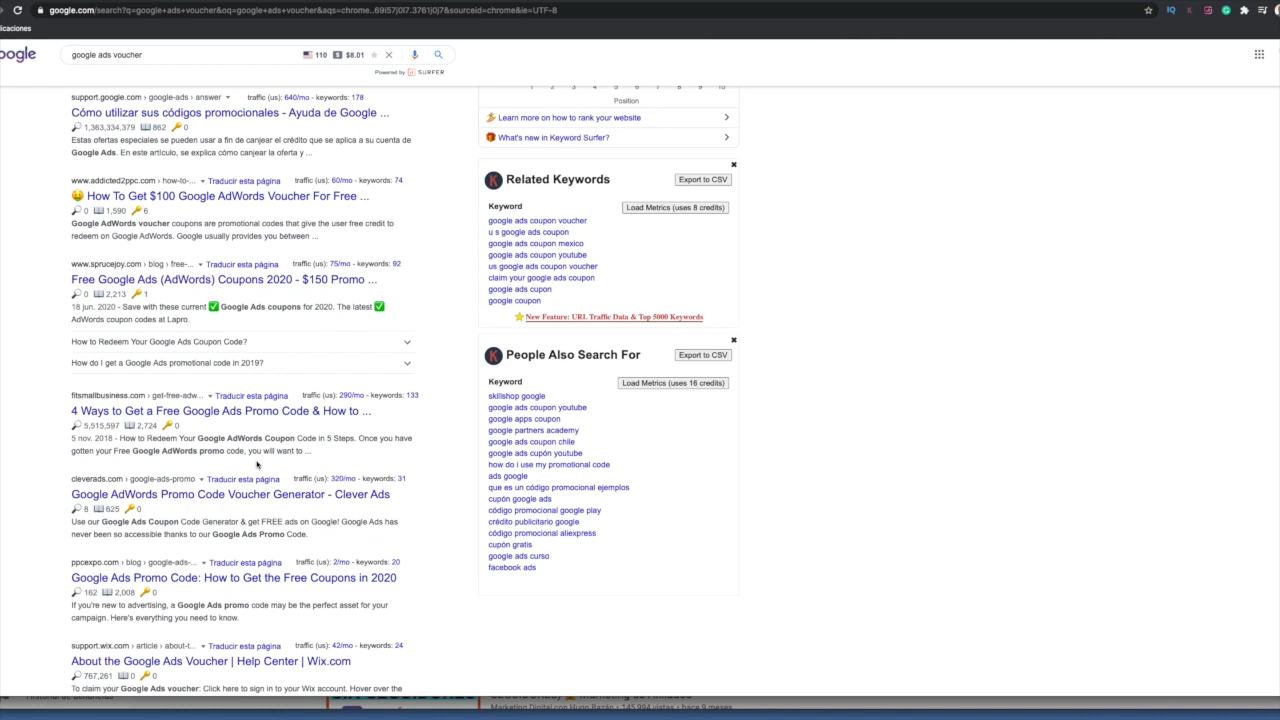 google.com/search?q=google+ads+voucher&oq=google+ads+voucher&aqs=chrome..69i57j0l7.3761j0j7&sourceid=chrome&ie=UTF-8
licaciones
google ads voucher
110
$8.01
Powered by SURFER
support.google.com › google-ads › answer
traffic (us): 640/mo - keywords: 178
Cómo utilizar sus códigos promocionales - Ayuda de Google ...
1,363,334,379 862 0
Estas ofertas especiales se pueden usar a fin de canjear el crédito que se aplica a su cuenta de
Google Ads. En este artículo, se explica cómo canjear la oferta y ...
www.addicted2ppc.com › how-to-...
Traducir esta página
traffic (us): 60/mo - keywords: 74
🤑 How To Get $100 Google AdWords Voucher For Free ...
0 1,590 6
Google AdWords voucher coupons are promotional codes that give the user free credit to
redeem on Google AdWords. Google usually provides you between ...
www.sprucejoy.com › blog › free-...
Traducir esta página
traffic (us): 75/mo - keywords: 92
Free Google Ads (AdWords) Coupons 2020 - $150 Promo ...
0 2,213 1
18 jun. 2020 - Save with these current ✅ Google Ads coupons for 2020. The latest ✅
AdWords coupon codes at Lapro.
How to Redeem Your Google Ads Coupon Code?
How do I get a Google Ads promotional code in 2019?
fitsmallbusiness.com › get-free-adw...
Traducir esta página
traffic (us): 290/mo - keywords: 133
4 Ways to Get a Free Google Ads Promo Code & How to ...
5,515,597 2,724 0
5 nov. 2018 - How to Redeem Your Google AdWords Coupon Code in 5 Steps. Once you have
gotten your Free Google AdWords promo code, you will want to ...
cleverads.com › google-ads-promo
Traducir esta página
traffic (us): 320/mo - keywords: 31
Google AdWords Promo Code Voucher Generator - Clever Ads
8 625 0
Use our Google Ads Coupon Code Generator & get FREE ads on Google! Google Ads has
never been so accessible thanks to our Google Ads Promo Code.
ppcexpo.com › blog › google-ads-...
Traducir esta página
traffic (us): 2/mo - keywords: 20
Google Ads Promo Code: How to Get the Free Coupons in 2020
162 2,008 0
If you're new to advertising, a Google Ads promo code may be the perfect asset for your
campaign. Here's everything you need to know.
support.wix.com › article › about-t...
Traducir esta página
traffic (us): 42/mo - keywords: 24
About the Google Ads Voucher | Help Center | Wix.com
767,261 0 0
To claim your Google Ads voucher: Click here to sign in to your Wix account. Hover over the
Position
Learn more on how to rank your website
What's new in Keyword Surfer?
Related Keywords
Export to CSV
Keyword
Load Metrics (uses 8 credits)
google ads coupon voucher
u s google ads coupon
google ads coupon mexico
google ads coupon youtube
us google ads coupon voucher
claim your google ads coupon
google ads cupon
google coupon
New Feature: URL Traffic Data & Top 5000 Keywords
People Also Search For
Export to CSV
Keyword
Load Metrics (uses 16 credits)
skillshop google
google ads coupon youtube
google apps coupon
google partners academy
google ads coupon chile
google ads cupón youtube
how do i use my promotional code
ads google
que es un código promocional ejemplos
cupón google ads
código promocional google play
crédito publicitario google
código promocional aliexpress
cupón gratis
google ads curso
facebook ads
Marketing Digital con Hugo Bazán • 145.994 vistas • hace 9 meses